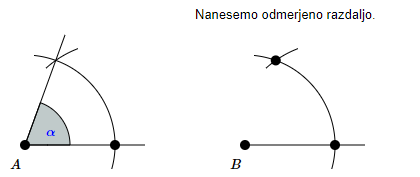 Nanesemo odmerjeno razdaljo.
α
A
B